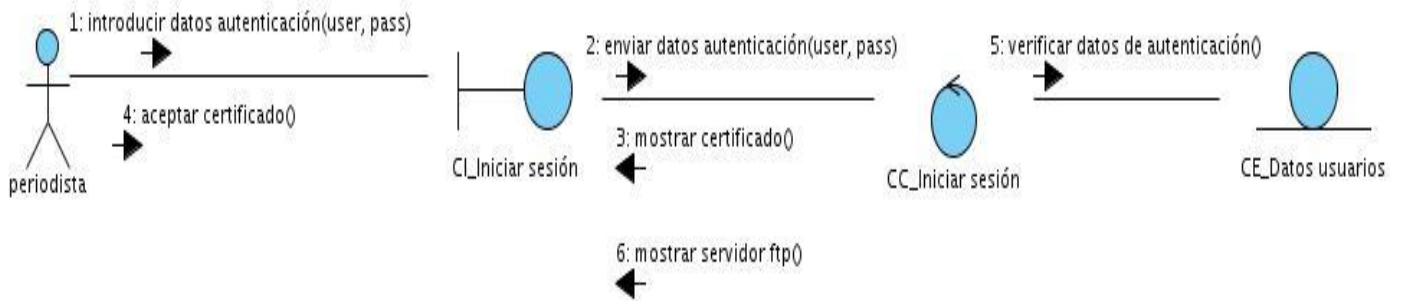 1: introducir datos autenticación(user, pass)
2: enviar datos autenticación(user, pass)
5: verificar datos de autenticación()
4: aceptar certificado()
3: mostrar certificado()
periodista
CI_Iniciar sesión
CC_Iniciar sesión
CE_Datos usuarios
6: mostrar servidor ftp()